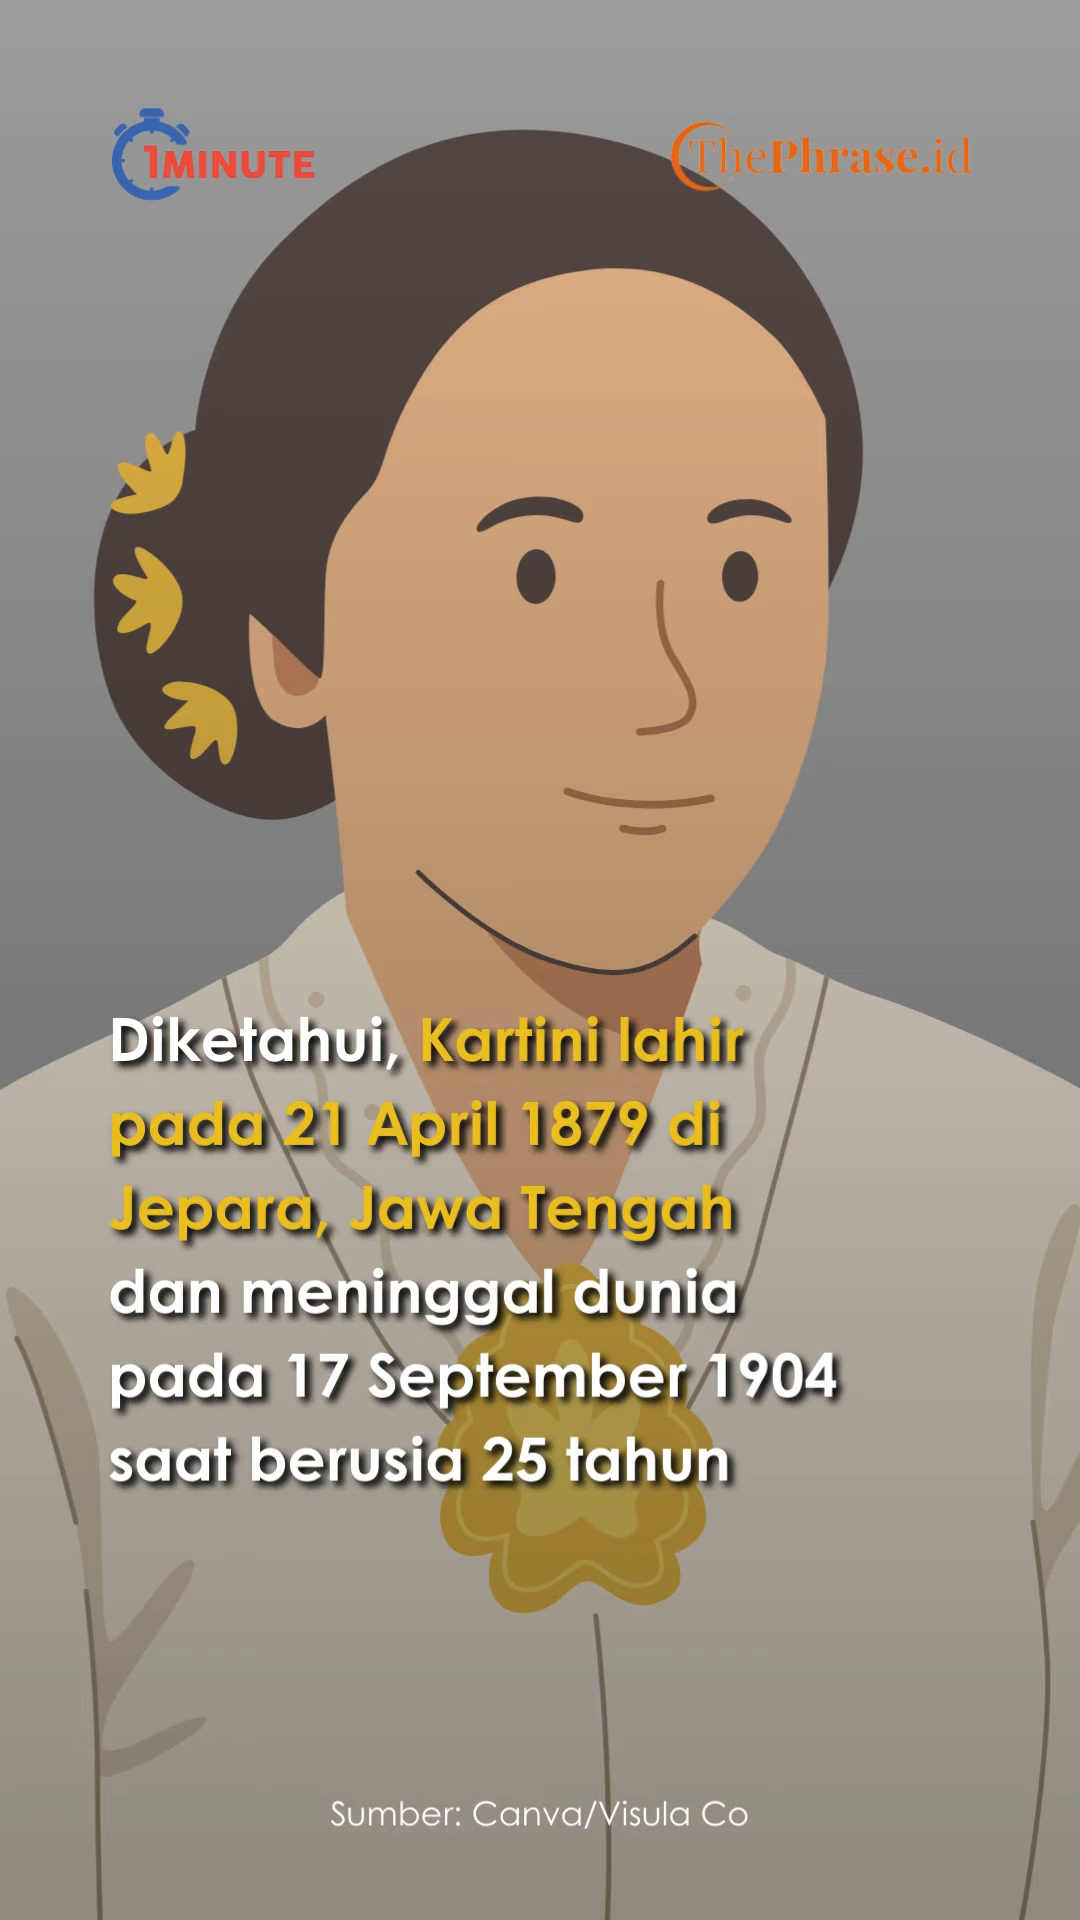 1MINUTE
ThePhrase.id
Diketahui, Kartini lahir
pada 21 April 1879 di
Jepara, Jawa Tengah
dan meninggal dunia
pada 17 September 1904
saat berusia 25 tahun
Sumber: Canva/Visula Co